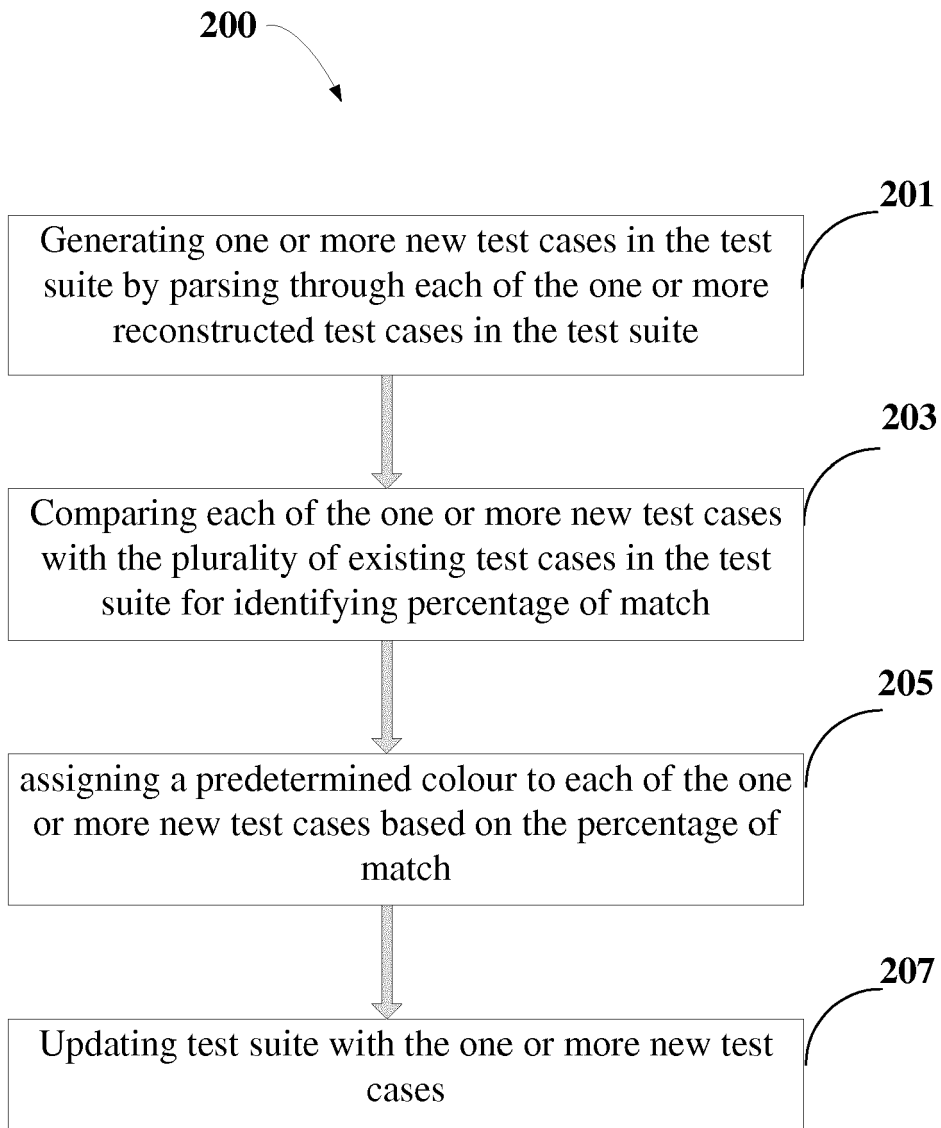 200
201
Generating one or more new test cases in the test
suite by parsing through each of the one or more
reconstructed test cases in the test suite
203
Comparing each of the one or more new test cases
with the plurality of existing test cases in the test
suite for identifying percentage of match
205
assigning a predetermined colour to each of the one
or more new test cases based on the percentage of
match
207
Updating test suite with the one or more new test
cases